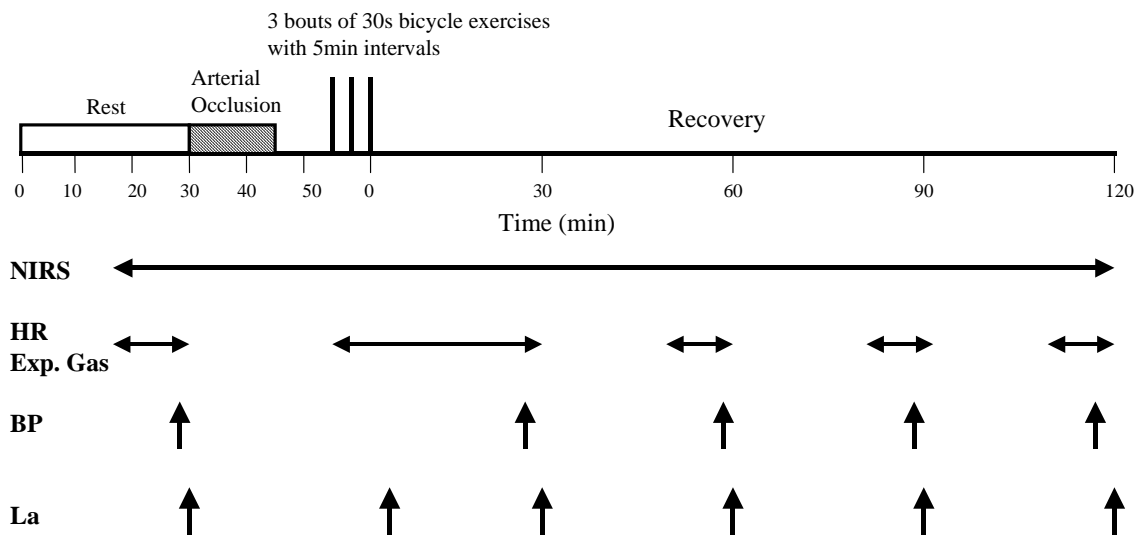 3 bouts of 30s bicycle exercises
with 5min intervals
Arterial
Occlusion
Rest
Recovery
0 10 20 30 40 50 0 30 60 90 120
Time (min)
NIRS
HR
Exp. Gas
BP
La